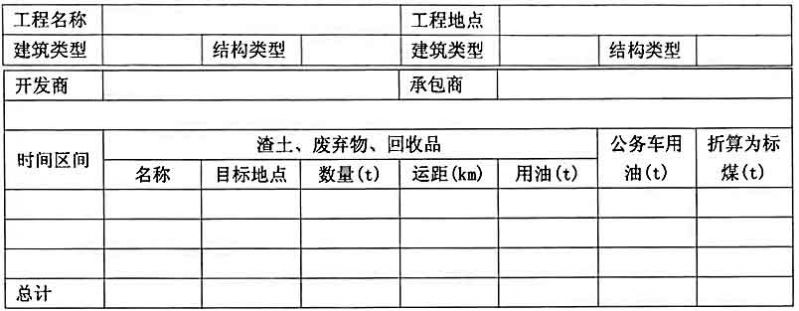 工程名称 工程地点
建筑类型 结构类型 建筑类型 结构类型
开发商 承包商
时间区间 渣土、废弃物、回收品 公务车用油(t) 折算为标煤(t)
名称 目标地点 数量(t) 运距(km) 用油(t)
总计